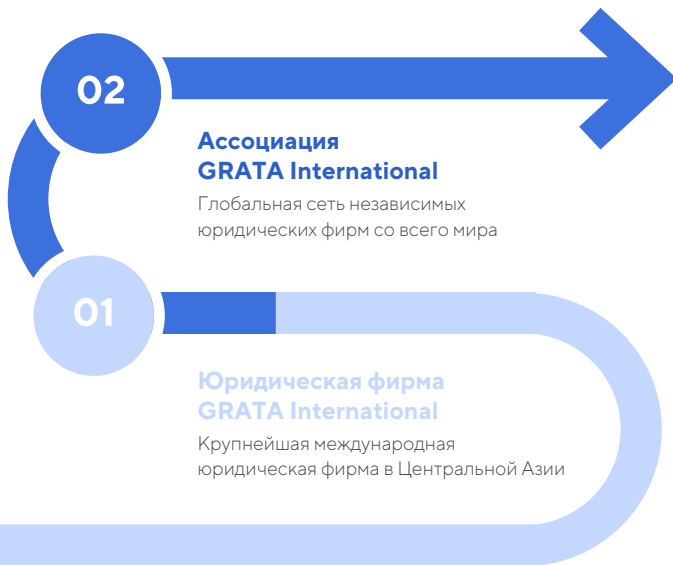 02
Ассоциация
GRATA International
Глобальная сеть независимых
юридических фирм со всего мира
01
Юридическая фирма
GRATA International
Крупнейшая международная
юридическая фирма в Центральной Азии